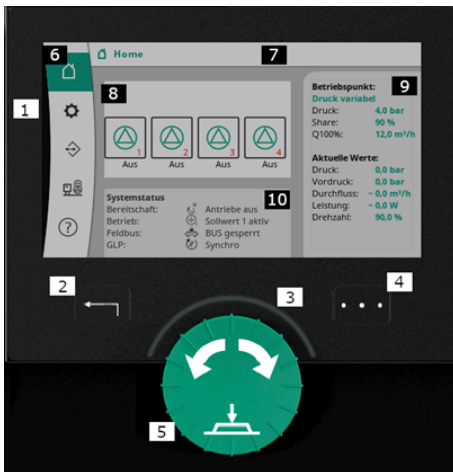 6
Home
7
1
8
1
2
3
4
Aus
Aus
Aus
Aus
9
Betriebspunkt:
Druck variabel
Druck: 4,0 bar
Share: 90 %
Q100%: 12,0 m³/h
Aktuelle Werte:
Druck: 0,0 bar
Vordruck: 0,0 bar
Durchfluss: ~ 0,0 m³/h
Leistung: ~ 0,0 W
Drehzahl: 90,0 %
10
Systemstatus
Bereitschaft: Antriebe aus
Betrieb: Sollwert 1 aktiv
Feldbus: BUS gesperrt
GLP: Synchro
?
2
3
4
5